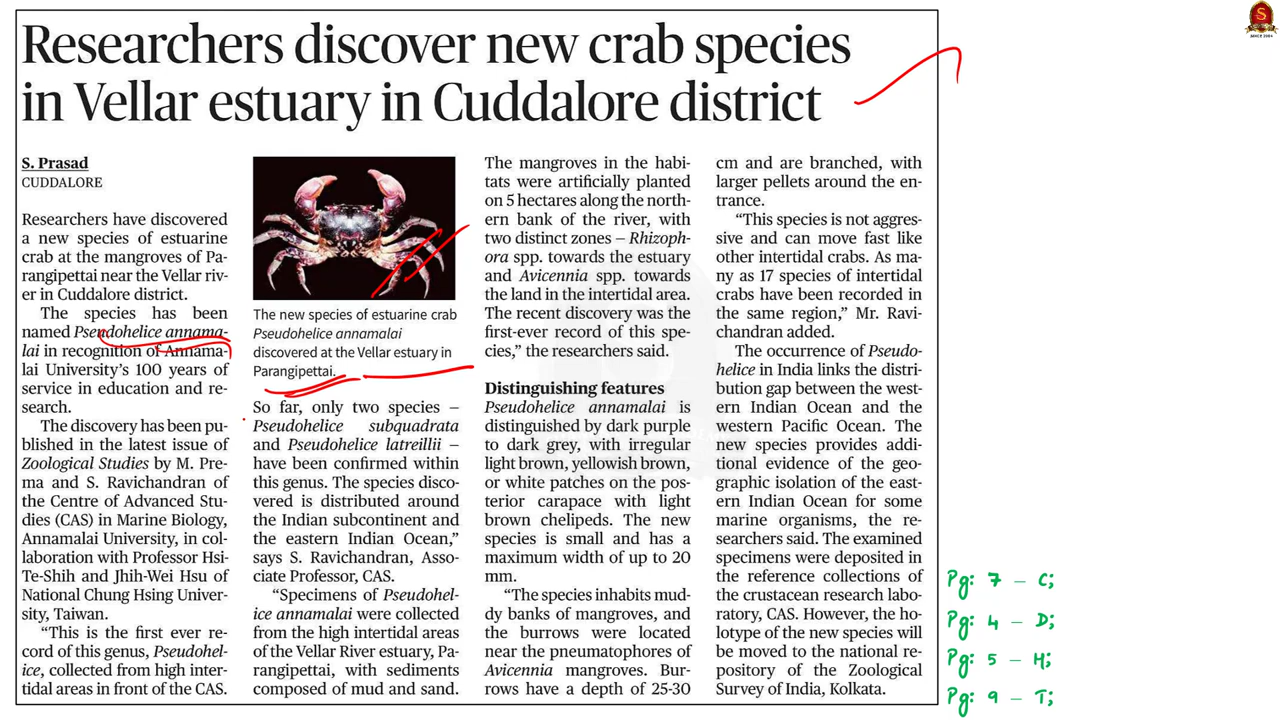 Researchers discover new crab species
in Vellar estuary in Cuddalore district
S. Prasad
CUDDALORE
Researchers have discovered
a new species of estuarine
crab at the mangroves of Pa-
rangipettai near the Vellar riv-
er in Cuddalore district.
The species has been
named Pseudohelice annama-
lai in recognition of Annama-
lai University's 100 years of
service in education and re-
search.
The discovery has been pu-
blished in the latest issue of
Zoological Studies by M. Pre-
ma and S. Ravichandran of
the Centre of Advanced Stu-
dies (CAS) in Marine Biology,
Annamalai University, in col-
laboration with Professor Hsi-
Te-Shih and Jhih-Wei Hsu of
National Chung Hsing Univer-
sity, Taiwan.
"This is the first ever re-
cord of this genus, Pseudohel-
ice, collected from high inter-
tidal areas in front of the CAS.
The new species of estuarine crab
Pseudohelice annamalai
discovered at the Vellar estuary in
Parangipettai.
So far, only two species –
Pseudohelice subquadrata
and Pseudohelice latreillii –
have been confirmed within
this genus. The species disco-
vered is distributed around
the Indian subcontinent and
the eastern Indian Ocean,"
says S. Ravichandran, Asso-
ciate Professor, CAS.
"Specimens of Pseudohel-
ice annamalai were collected
from the high intertidal areas
of the Vellar River estuary, Pa-
rangipettai, with sediments
composed of mud and sand.
The mangroves in the habi-
tats were artificially planted
on 5 hectares along the north-
ern bank of the river, with
two distinct zones – Rhizoph-
ora spp. towards the estuary
and Avicennia spp. towards
the land in the intertidal area.
The recent discovery was the
first-ever record of this spe-
cies," the researchers said.
Distinguishing features
Pseudohelice annamalai is
distinguished by dark purple
to dark grey, with irregular
light brown, yellowish brown,
or white patches on the pos-
terior carapace with light
brown chelipeds. The new
species is small and has a
maximum width of up to 20
mm.
"The species inhabits mud-
dy banks of mangroves, and
the burrows were located
near the pneumatophores of
Avicennia mangroves. Bur-
rows have a depth of 25-30
cm and are branched, with
larger pellets around the en-
trance.
"This species is not aggres-
sive and can move fast like
other intertidal crabs. As ma-
ny as 17 species of intertidal
crabs have been recorded in
the same region," Mr. Ravi-
chandran added.
The occurrence of Pseudo-
helice in India links the distri-
bution gap between the west-
ern Indian Ocean and the
western Pacific Ocean. The
new species provides addi-
tional evidence of the geo-
graphic isolation of the east-
ern Indian Ocean for some
marine organisms, the re-
searchers said. The examined
specimens were deposited in
the reference collections of
the crustacean research labo-
ratory, CAS. However, the ho-
lotype of the new species will
be moved to the national re-
pository of the Zoological
Survey of India, Kolkata.
S
SINCE 2004
Pg: 7 – C;
Pg: 4 – D;
Pg: 5 – H;
Pg: 9 – T;